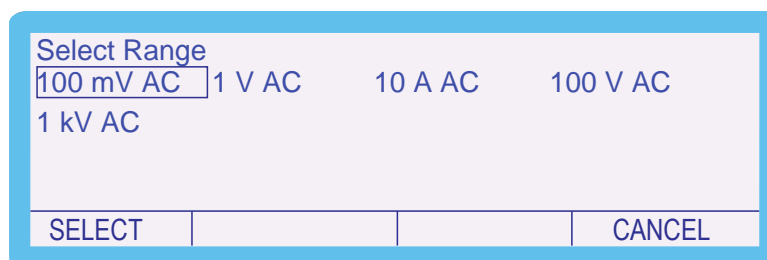 Select Range
100 mV AC 1 V AC 10 A AC 100 V AC
1 kV AC
SELECT CANCEL